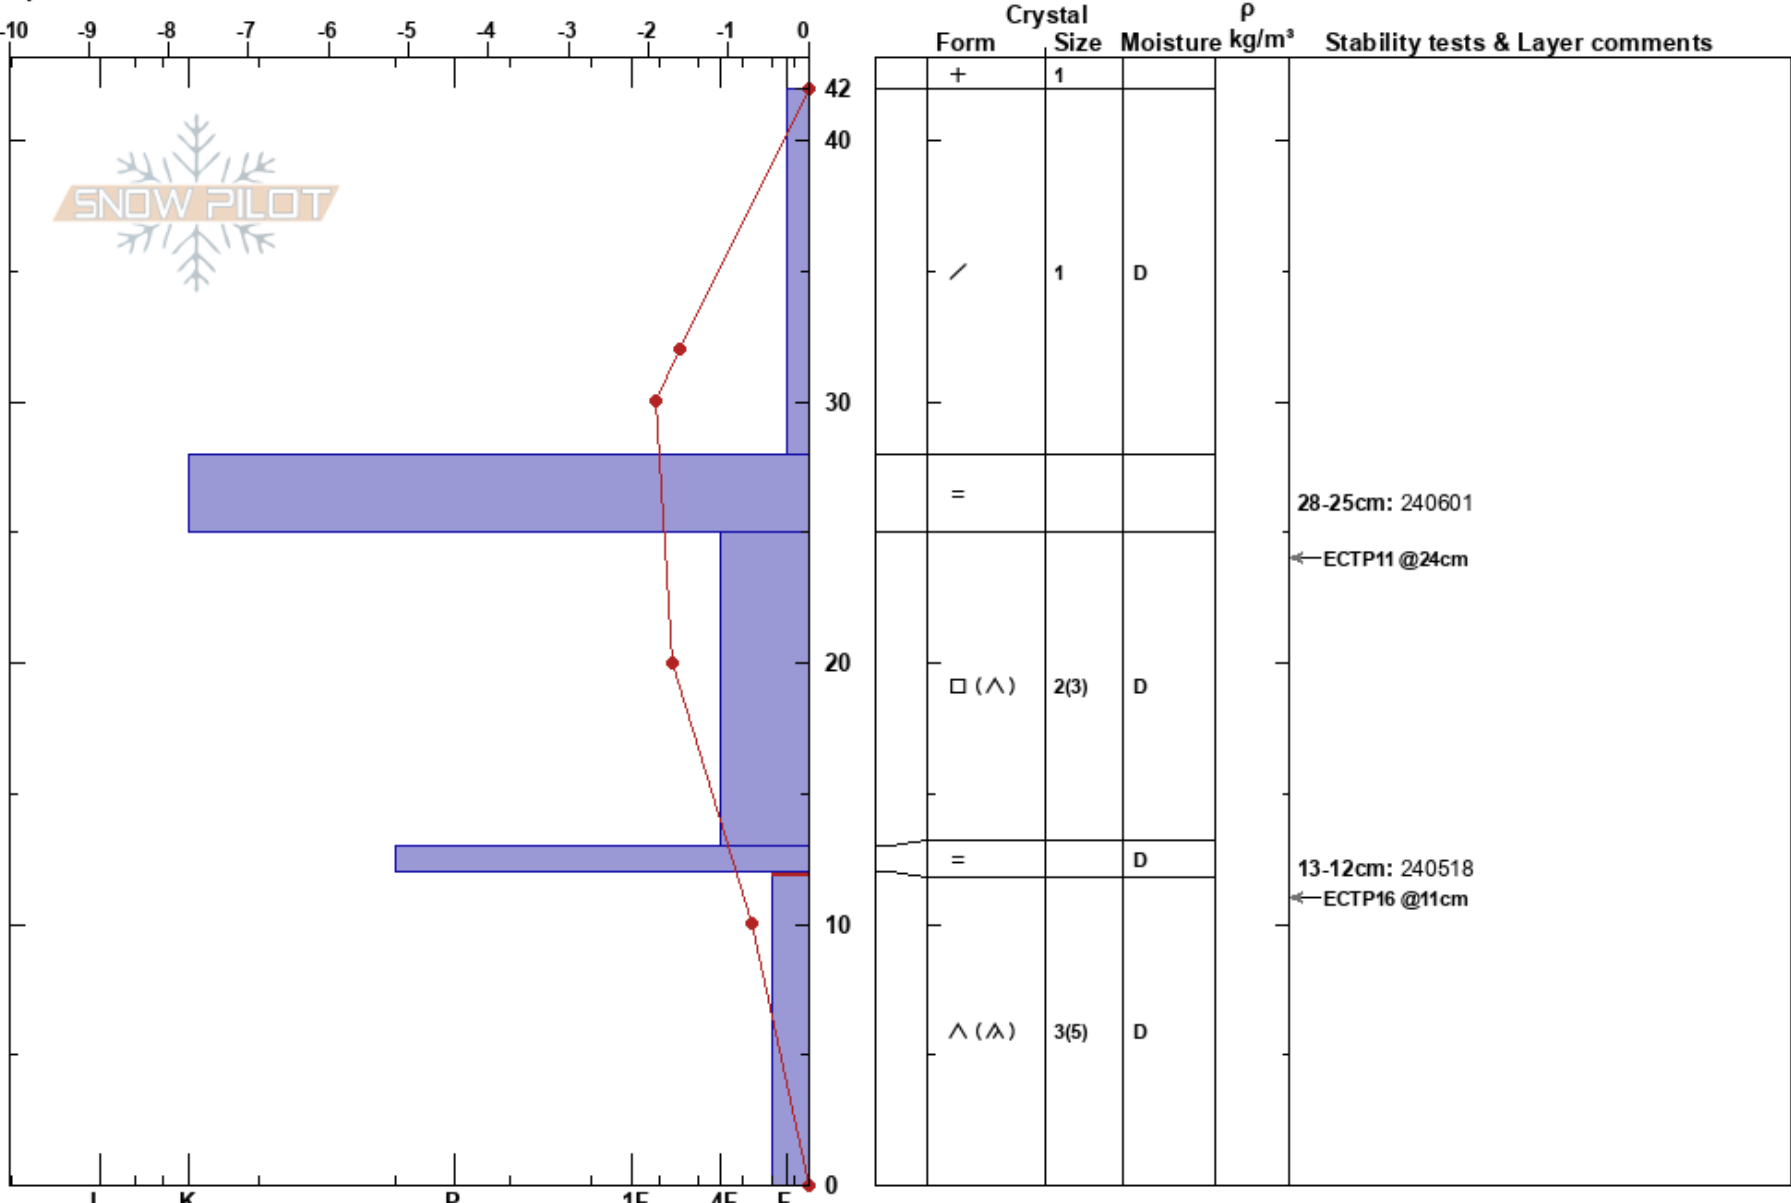 -10 -9 -8 -7 -6 -5 -4 -3 -2 -1 0
Crystal ρ
Form Size Moisture kg/m³ Stability tests & Layer comments
+ 1
42
40
SNOW PILOT
∕ 1 D
30
= 28-25cm: 240601
ECTP11 @24cm
20
□ (∧) 2(3) D
= D 13-12cm: 240518
ECTP16 @11cm
10
∧ (⩕) 3(5) D
0
I K P 1F 4F F